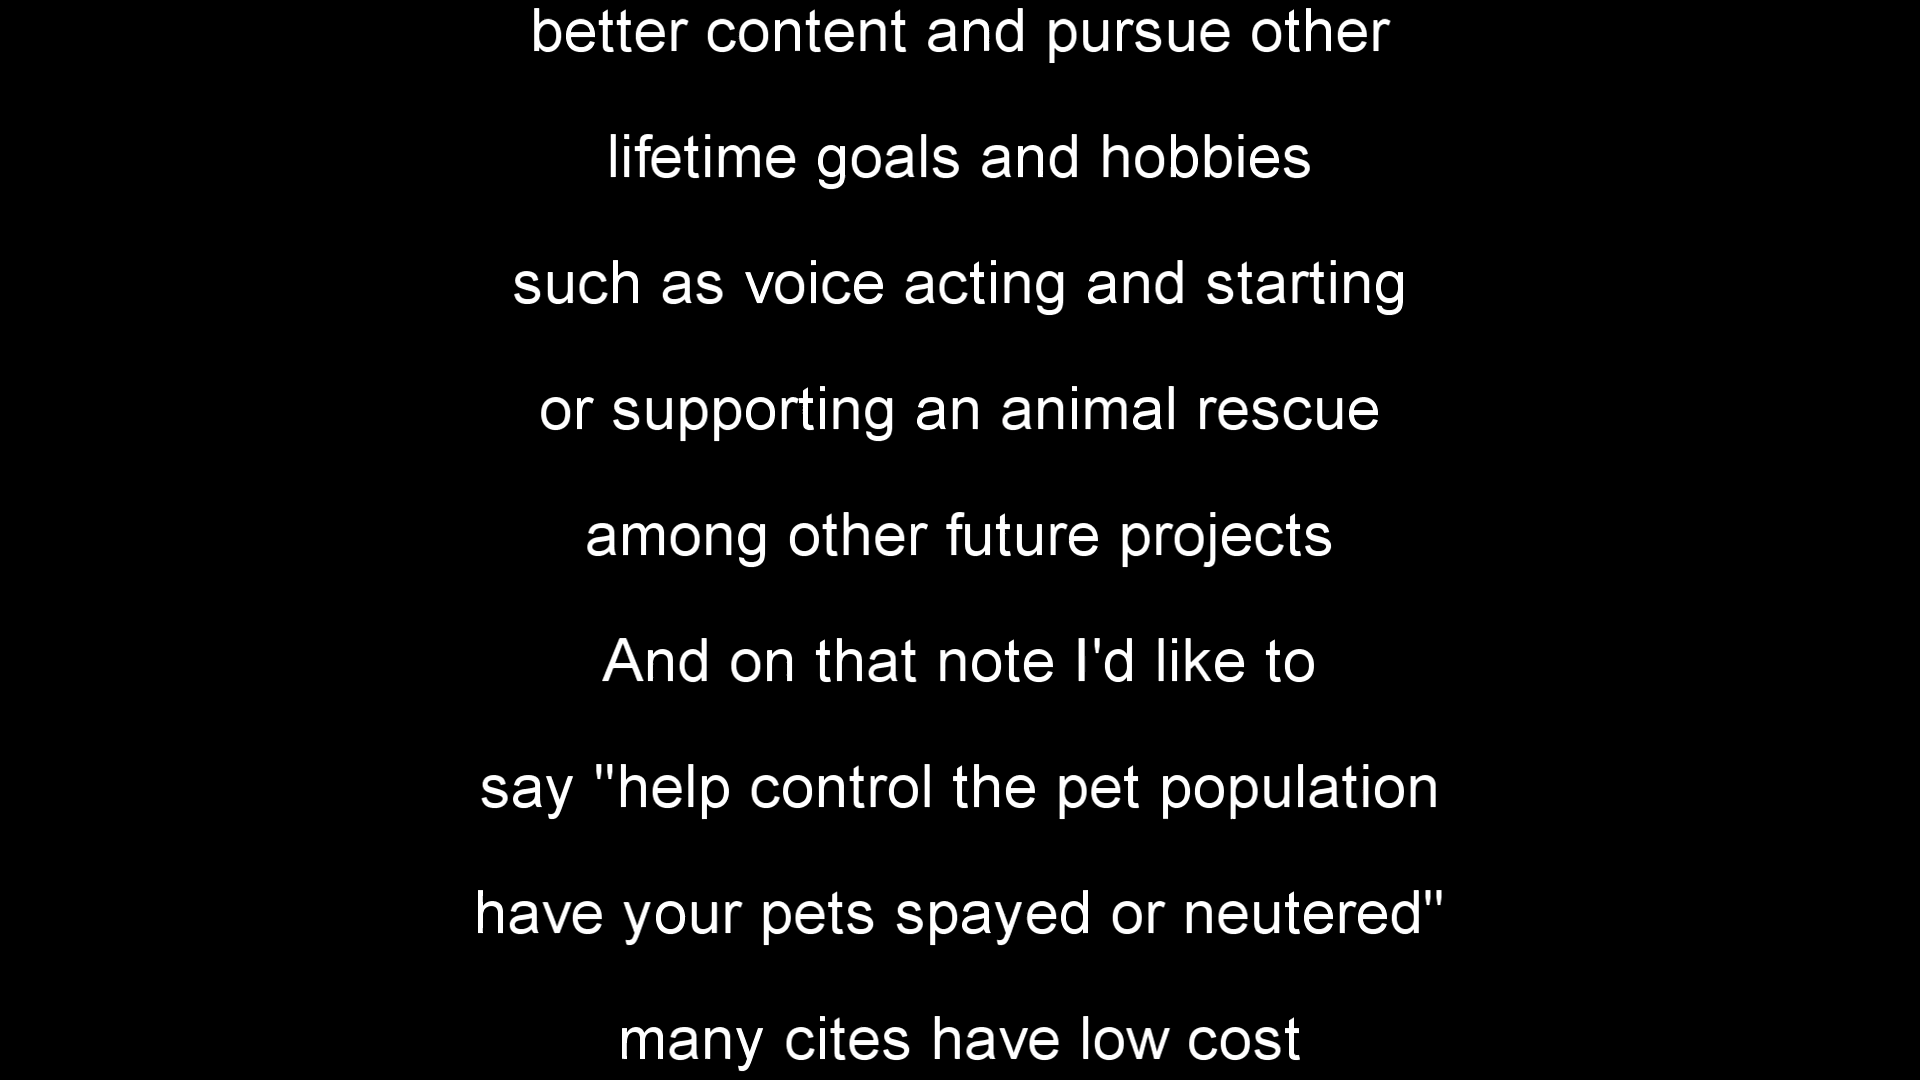 better content and pursue other
lifetime goals and hobbies
such as voice acting and starting
or supporting an animal rescue
among other future projects
And on that note I'd like to
say "help control the pet population
have your pets spayed or neutered"
many cites have low cost